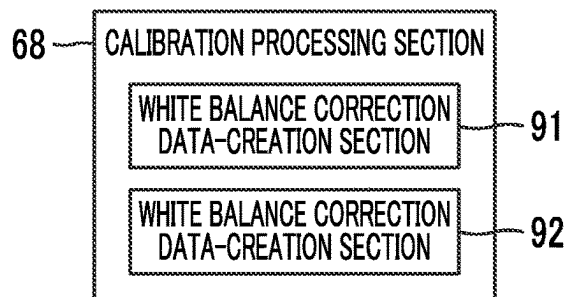 68 CALIBRATION PROCESSING SECTION
WHITE BALANCE CORRECTION
DATA-CREATION SECTION
91
WHITE BALANCE CORRECTION
DATA-CREATION SECTION
92